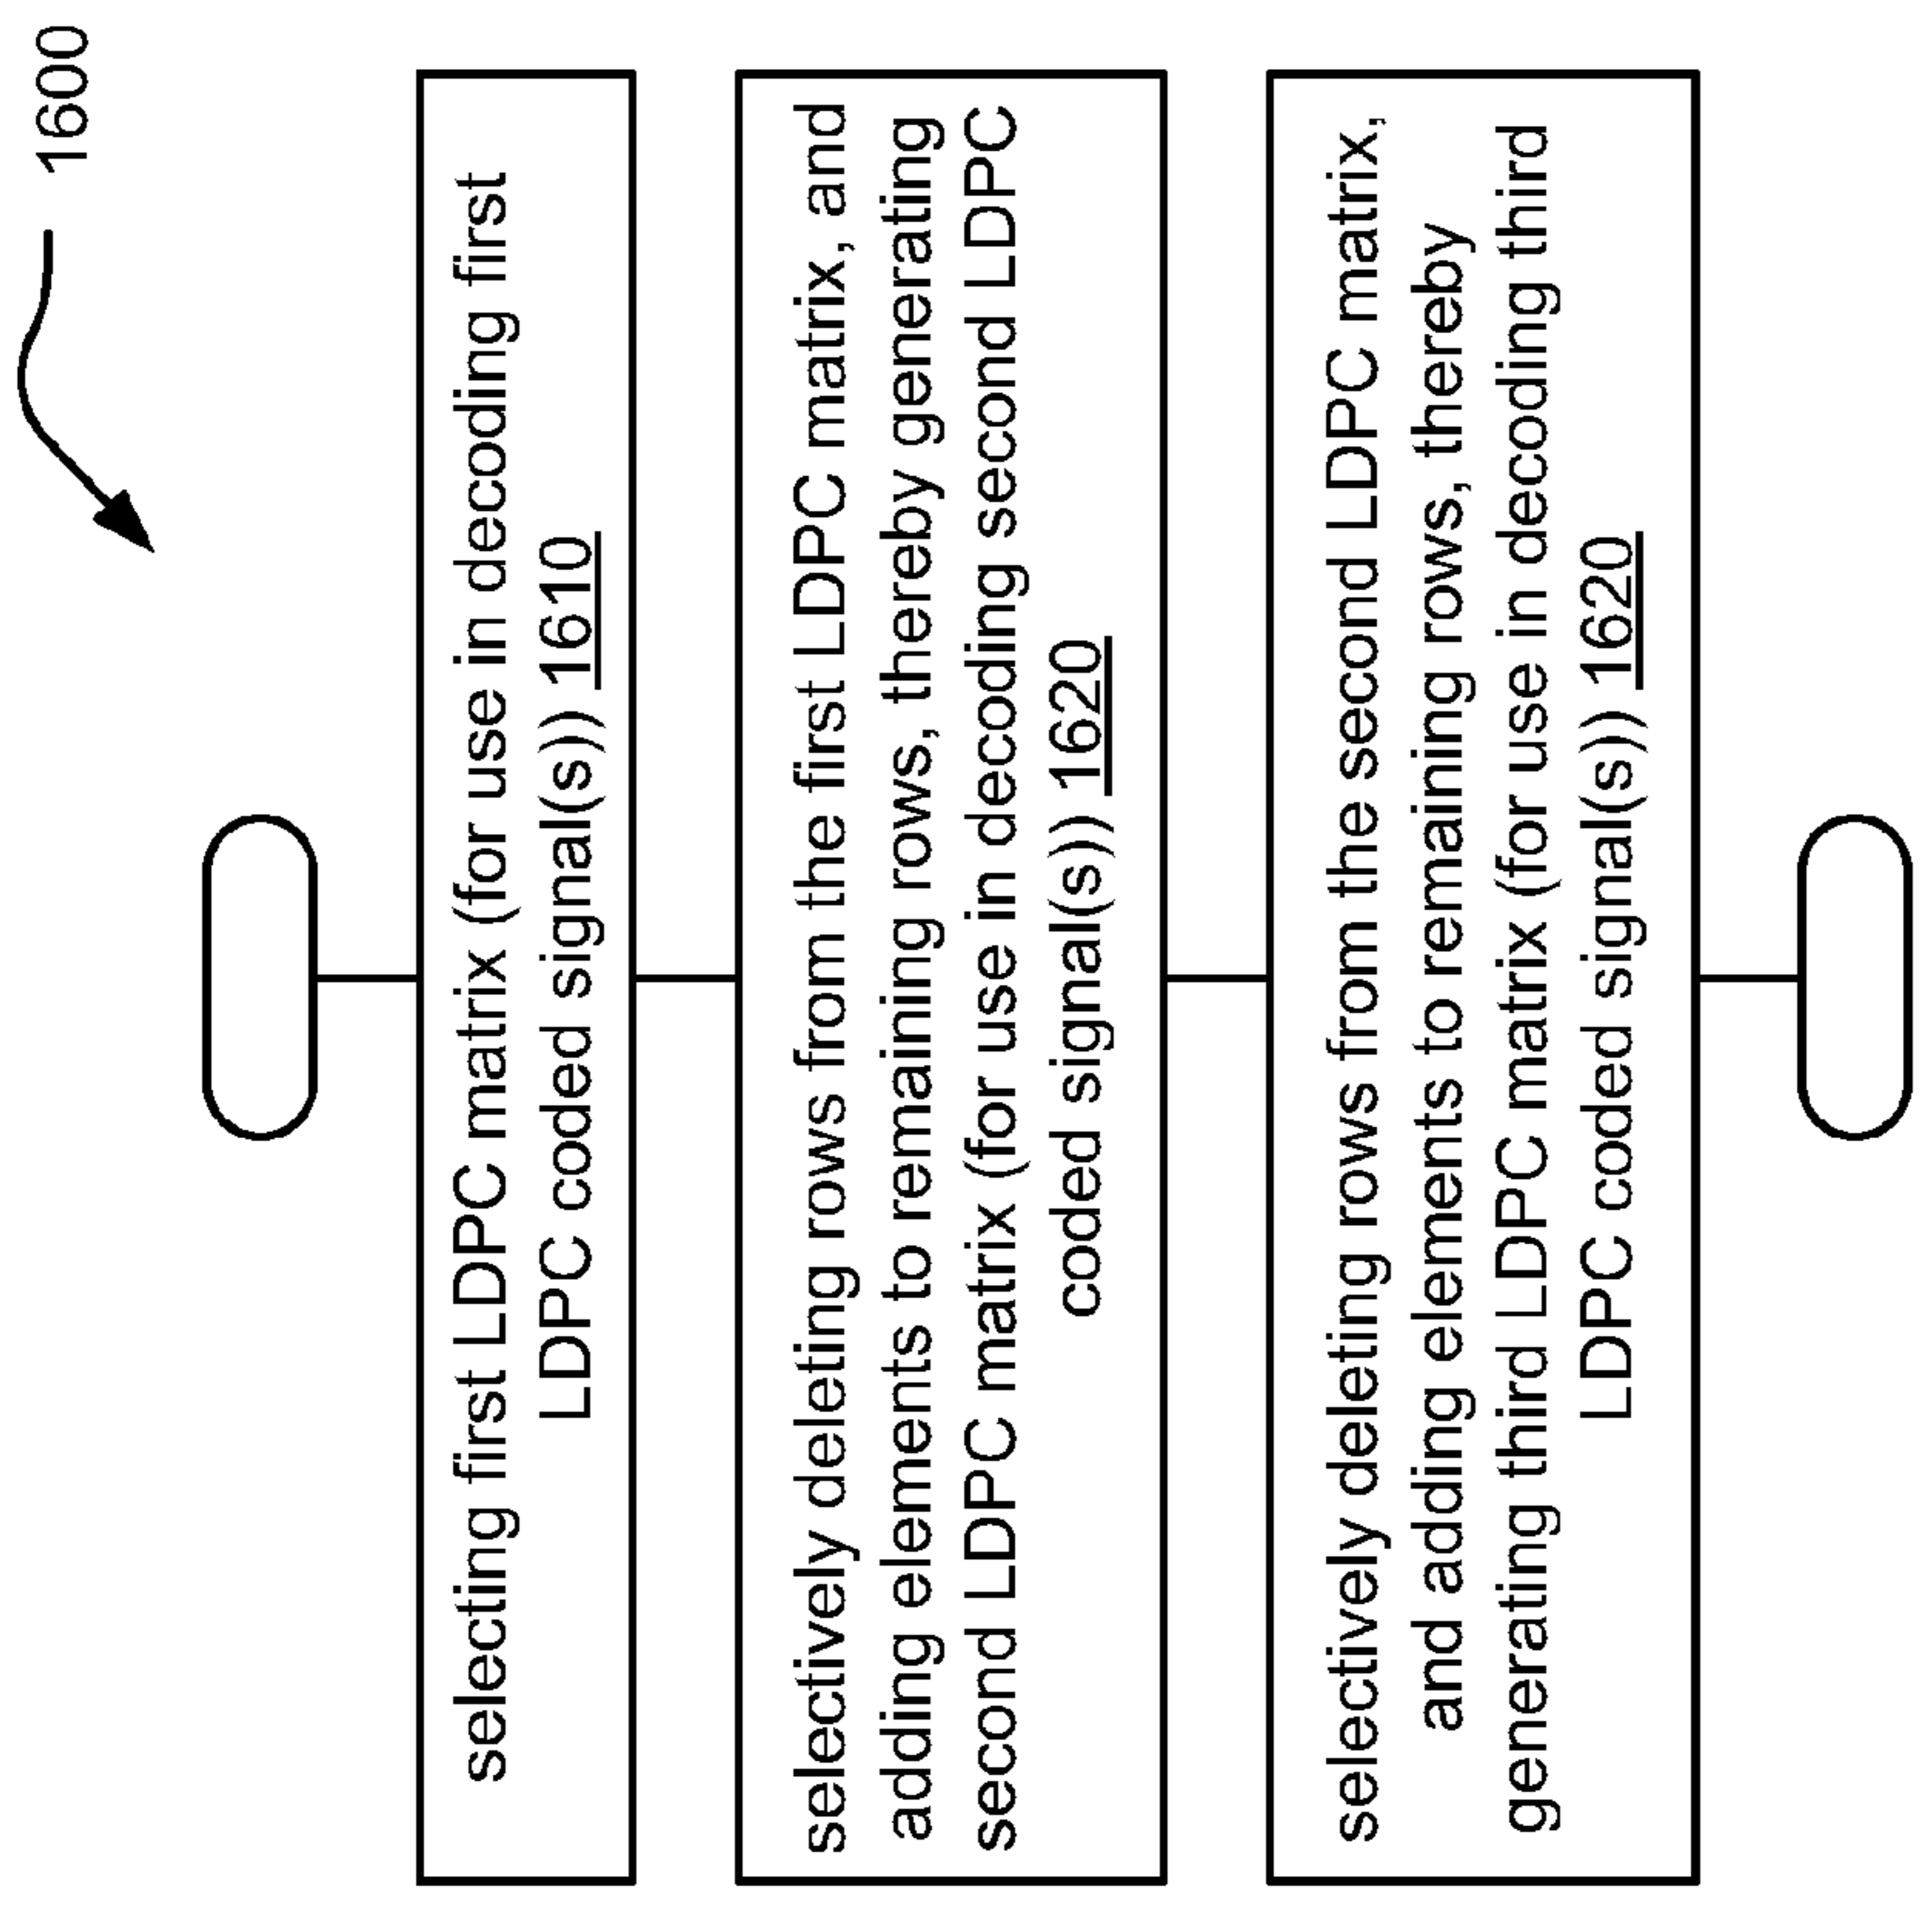 1600
selecting first LDPC matrix (for use in decoding first
LDPC coded signal(s)) 1610
selectively deleting rows from the first LDPC matrix, and
adding elements to remaining rows, thereby generating
second LDPC matrix (for use in decoding second LDPC
coded signal(s)) 1620
selectively deleting rows from the second LDPC matrix,
and adding elements to remaining rows, thereby
generating third LDPC matrix (for use in decoding third
LDPC coded signal(s)) 1620